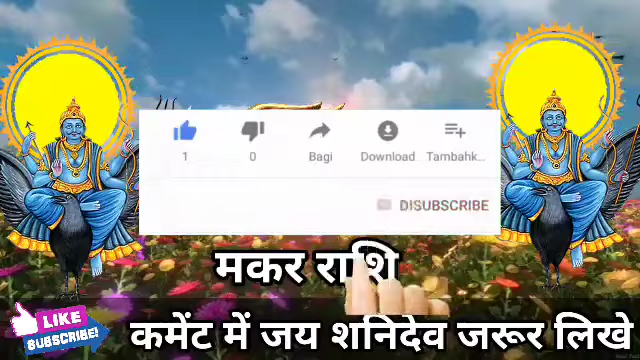 1 0 Bagi Download Tambahk...
DISUBSCRIBE
मकर राशि
LIKE
SUBSCRIBE!
कमेंट में जय शनिदेव जरूर लिखे